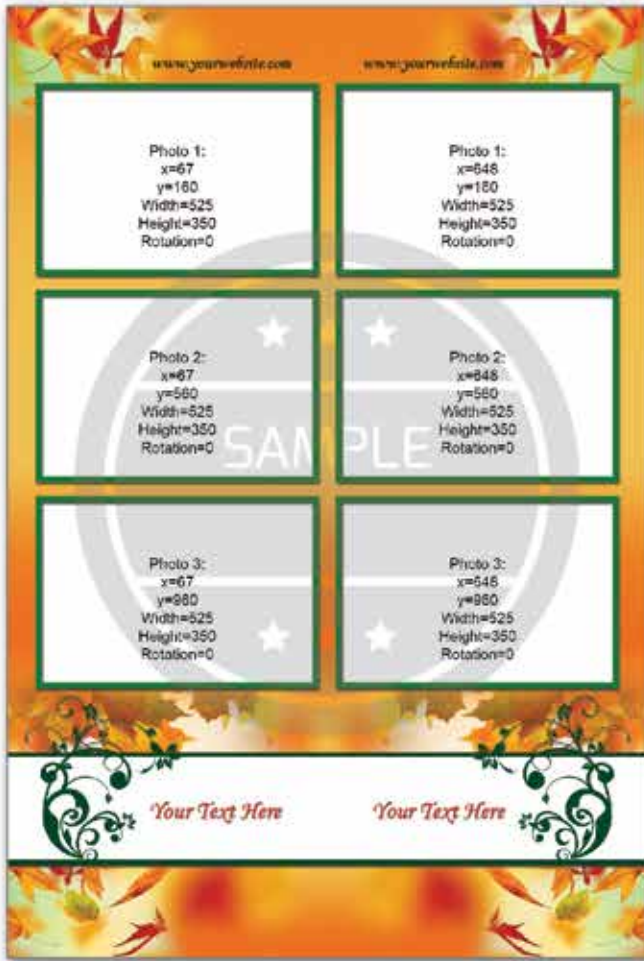 www.yourwebsite.com
www.yourwebsite.com
Photo 1:
x=67
y=160
Width=525
Height=350
Rotation=0
Photo 1:
x=648
y=160
Width=525
Height=350
Rotation=0
Photo 2:
x=67
y=560
Width=525
Height=350
Rotation=0
Photo 2:
x=648
y=560
Width=525
Height=350
Rotation=0
SAMPLE
Photo 3:
x=67
y=960
Width=525
Height=350
Rotation=0
Photo 3:
x=648
y=960
Width=525
Height=350
Rotation=0
Your Text Here
Your Text Here